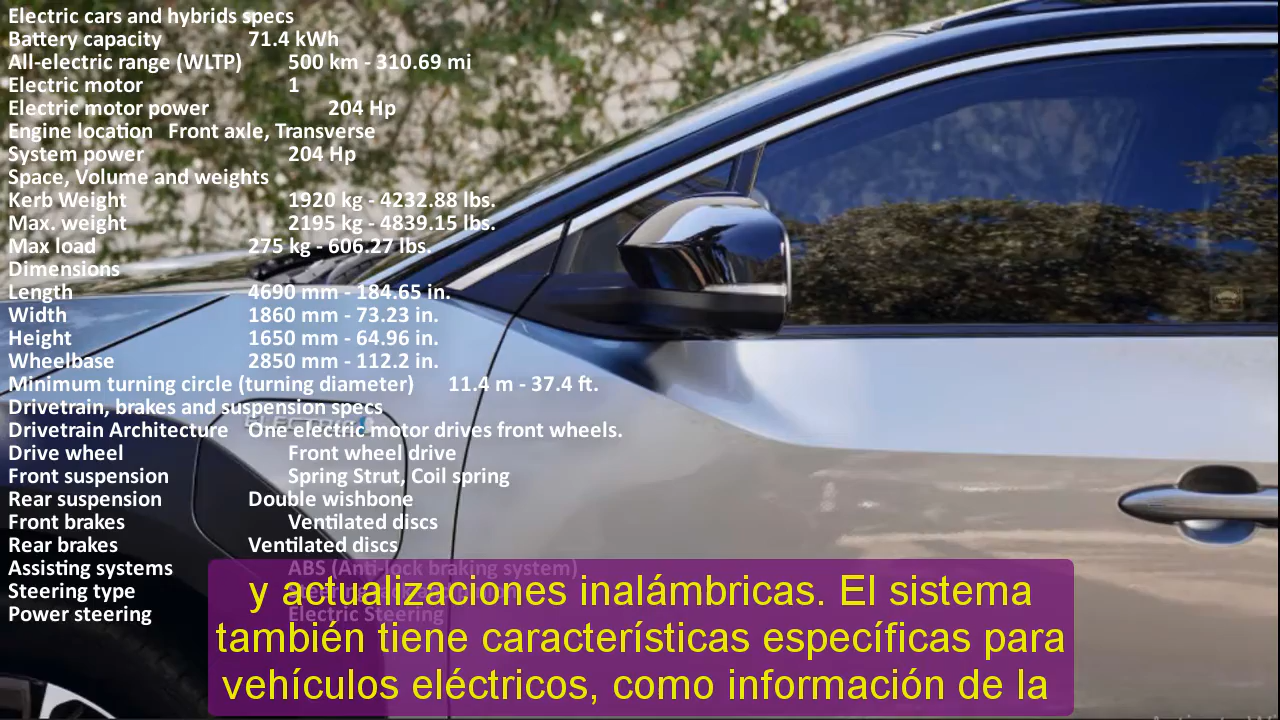 Electric cars and hybrids specs
Battery capacity 71.4 kWh
All-electric range (WLTP) 500 km - 310.69 mi
Electric motor 1
Electric motor power 204 Hp
Engine location Front axle, Transverse
System power 204 Hp
Space, Volume and weights
Kerb Weight 1920 kg - 4232.88 lbs.
Max. weight 2195 kg - 4839.15 lbs.
Max load 275 kg - 606.27 lbs.
Dimensions
Length 4690 mm - 184.65 in.
Width 1860 mm - 73.23 in.
Height 1650 mm - 64.96 in.
Wheelbase 2850 mm - 112.2 in.
Minimum turning circle (turning diameter) 11.4 m - 37.4 ft.
Drivetrain, brakes and suspension specs
Drivetrain Architecture One electric motor drives front wheels.
Drive wheel Front wheel drive
Front suspension Spring Strut, Coil spring
Rear suspension Double wishbone
Front brakes Ventilated discs
Rear brakes Ventilated discs
Assisting systems ABS (Anti-lock braking system)
Steering type
Power steering Electric Steering
y actualizaciones inalámbricas. El sistema
también tiene características específicas para
vehículos eléctricos, como información de la